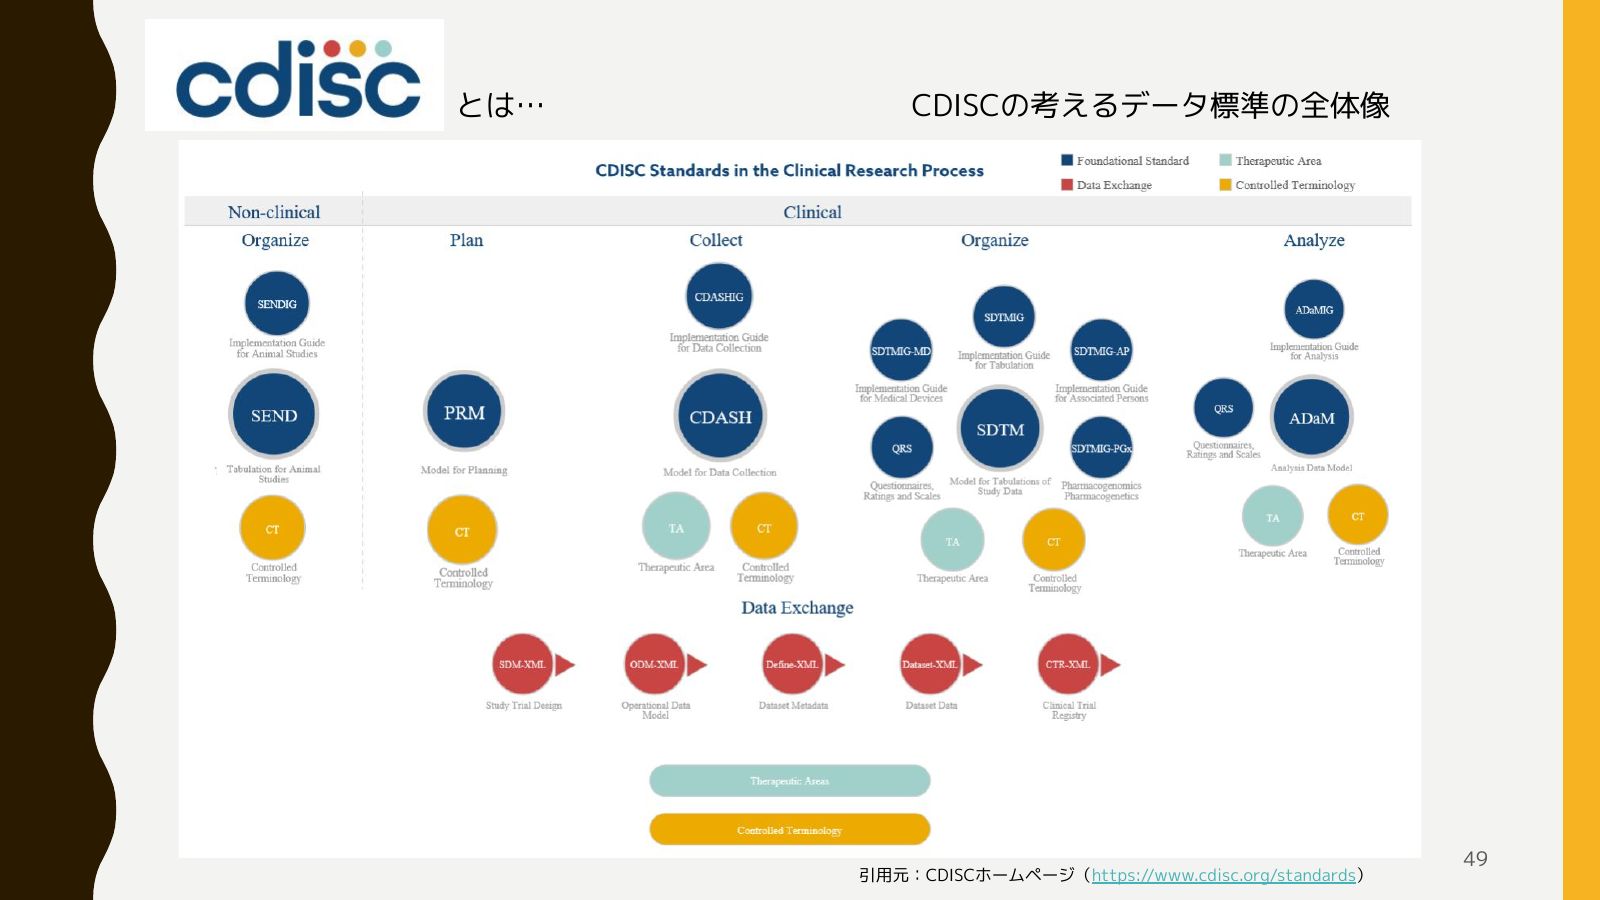 cdisc とは… CDISCの考えるデータ標準の全体像
CDISC Standards in the Clinical Research Process
Foundational Standard
Therapeutic Area
Data Exchange
Controlled Terminology
Non-clinical
Clinical
Organize
Plan
Collect
Organize
Analyze
SENDIG
Implementation Guide
for Animal Studies
SEND
Tabulation for Animal
Studies
CT
Controlled
Terminology
PRM
Model for Planning
CT
Controlled
Terminology
CDASHIG
Implementation Guide
for Data Collection
CDASH
Model for Data Collection
TA
Therapeutic Area
CT
Controlled
Terminology
SDTMIG
Implementation Guide
for Tabulation
SDTMIG-MD
Implementation Guide
for Medical Devices
SDTMIG-AP
Implementation Guide
for Associated Persons
SDTM
Model for Tabulations of
Study Data
QRS
Questionnaires,
Ratings and Scales
SDTMIG-PGx
Pharmacogenomics
Pharmacogenetics
TA
Therapeutic Area
CT
Controlled
Terminology
ADaMIG
Implementation Guide
for Analysis
QRS
Questionnaires,
Ratings and Scales
ADaM
Analysis Data Model
TA
Therapeutic Area
CT
Controlled
Terminology
Data Exchange
SDM-XML
Study Trial Design
ODM-XML
Operational Data
Model
Define-XML
Dataset Metadata
Dataset-XML
Dataset Data
CTR-XML
Clinical Trial
Registry
Therapeutic Areas
Controlled Terminology
49
引用元：CDISCホームページ（https://www.cdisc.org/standards）